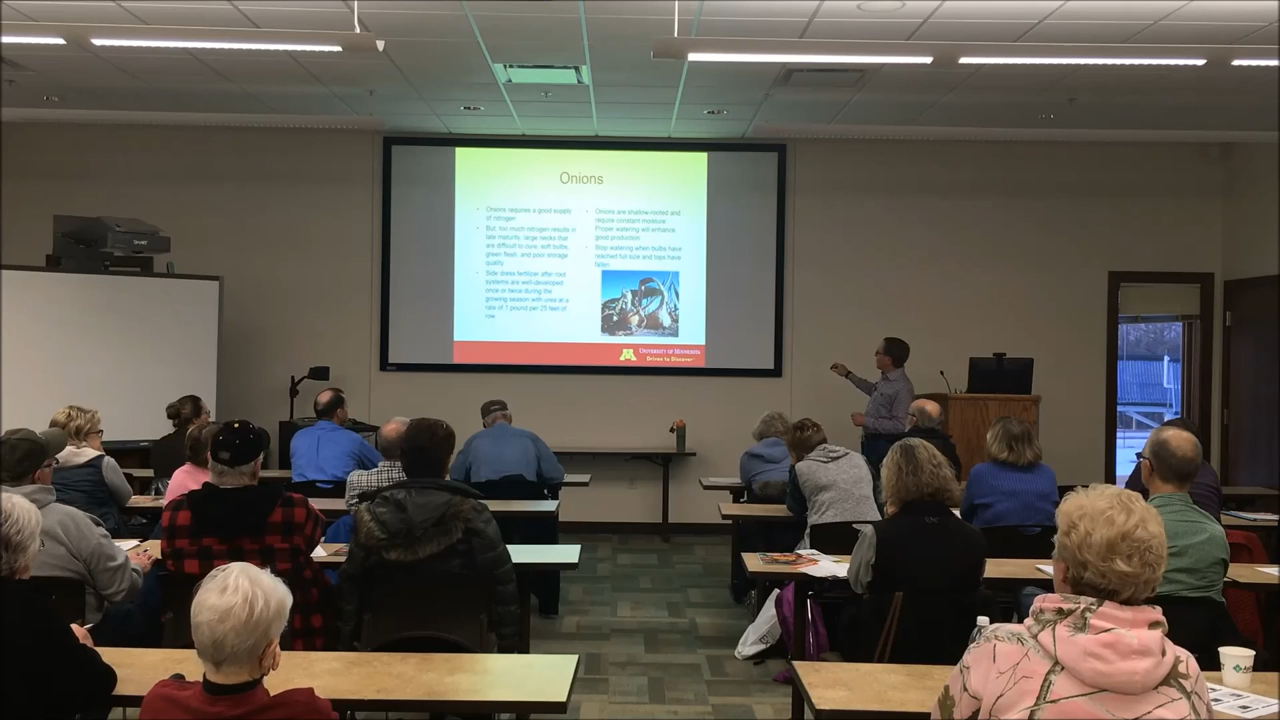 Onions
• Onions requires a good supply
of nitrogen
• But, too much nitrogen results in
late maturity, large necks that
are difficult to cure, soft bulbs,
green flesh, and poor storage
quality.
• Side dress fertilizer after root
systems are well-developed
once or twice during the
growing season with urea at a
rate of 1 pound per 25 feet of
row.
• Onions are shallow-rooted and
require constant moisture.
Proper watering will enhance
good production.
• Stop watering when bulbs have
reached full size and tops have
fallen.
M
UNIVERSITY OF MINNESOTA
Driven to Discover
SMART